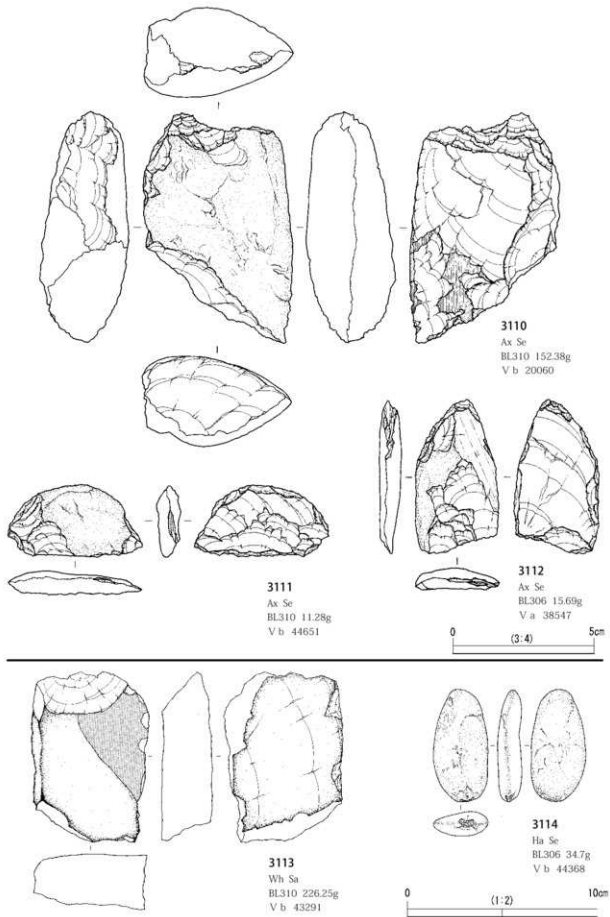 3110
Ax Se
BL310 152.38g
V b 20060
3111
Ax Se
BL310 11.28g
V b 44651
3112
Ax Se
BL306 15.69g
V a 38547
0 (3:4) 5cm
3113
Wh Sa
BL310 226.25g
V b 43291
3114
Ha Se
BL306 34.7g
V b 44368
0 (1:2) 10cm